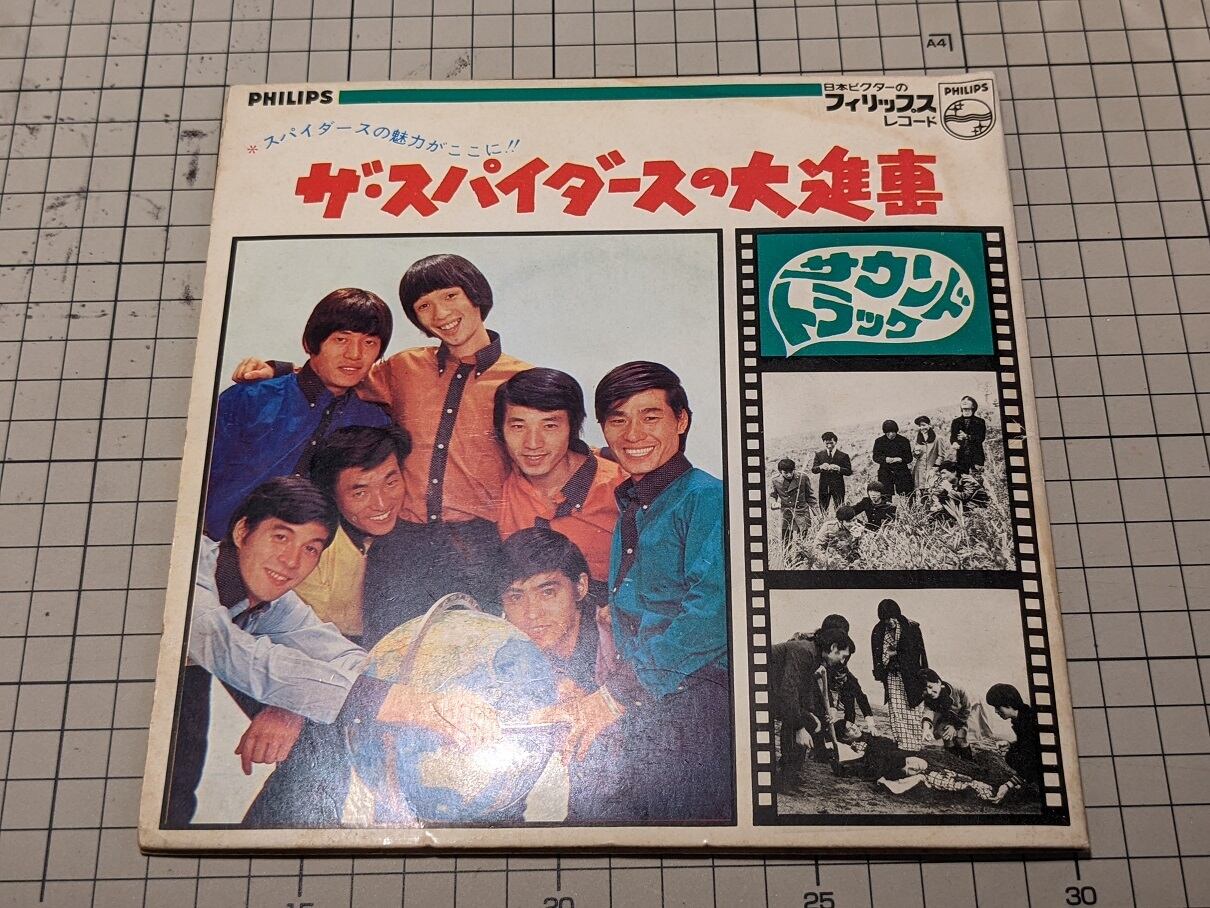 PHILIPS
日本ビクターの
フィリップス
レコード
PHILIPS
*スパイダースの魅力がここに!!
ザ・スパイダースの大進撃
サウンド
トラック
A4
15
20
25
30